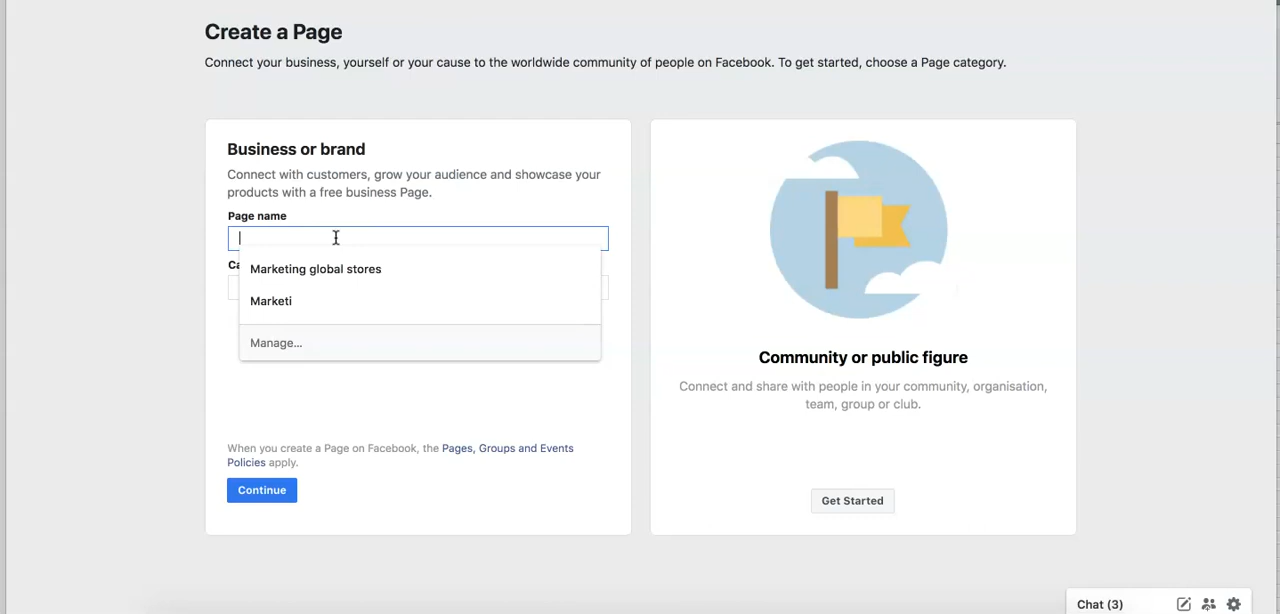 Create a Page
Connect your business, yourself or your cause to the worldwide community of people on Facebook. To get started, choose a Page category.
Business or brand
Connect with customers, grow your audience and showcase your
products with a free business Page.
Page name
Ca
Marketing global stores
Marketi
Manage...
When you create a Page on Facebook, the Pages, Groups and Events
Policies apply.
Continue
Community or public figure
Connect and share with people in your community, organisation,
team, group or club.
Get Started
Chat (3)